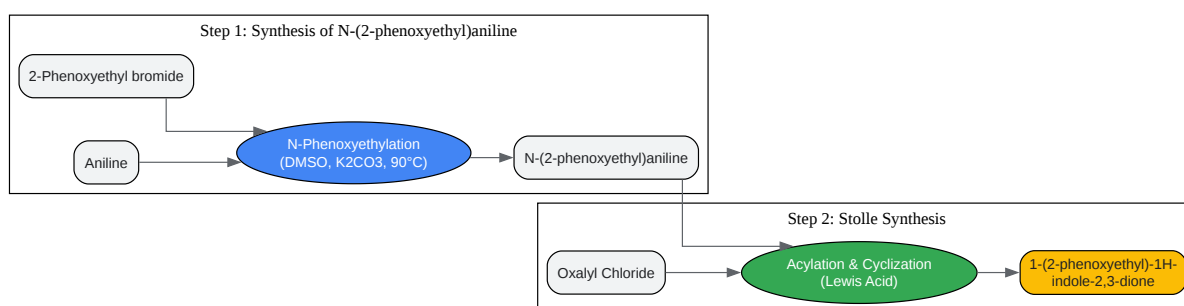 Step 1: Synthesis of N-(2-phenoxyethyl)aniline
2-Phenoxyethyl bromide
Aniline
N-Phenoxyethylation
(DMSO, K2CO3, 90°C)
N-(2-phenoxyethyl)aniline
Step 2: Stolle Synthesis
Oxalyl Chloride
Acylation & Cyclization
(Lewis Acid)
1-(2-phenoxyethyl)-1H-
indole-2,3-dione